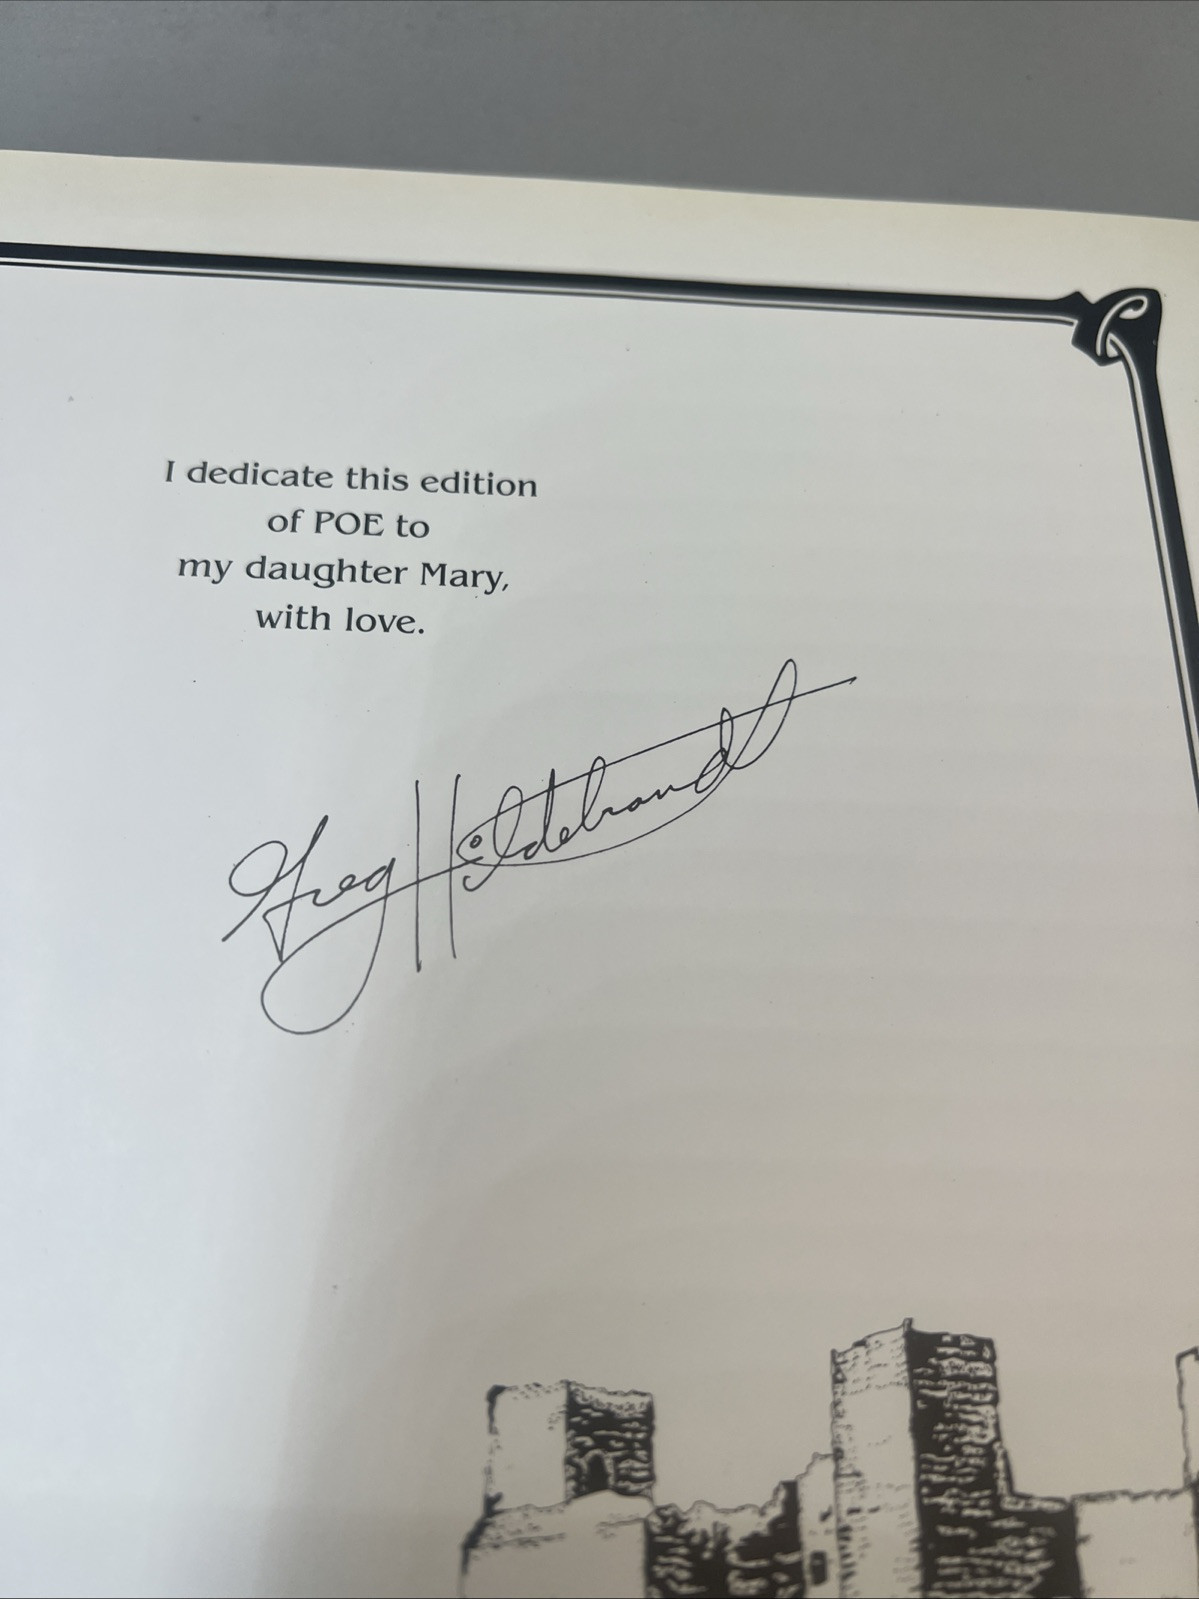 I dedicate this edition
of POE to
my daughter Mary,
with love.
Greg Hildebrandt